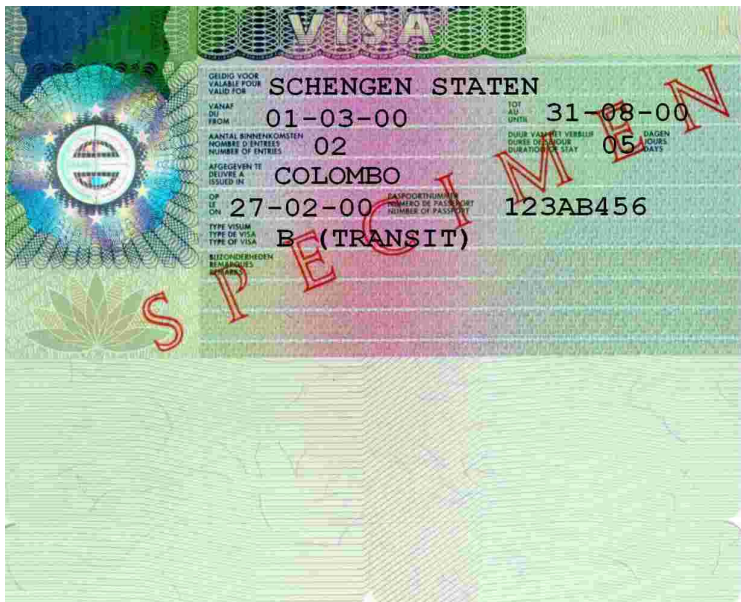 VISA
GELDIG VOOR
VALABLE POUR
VALID FOR
SCHENGEN STATEN
VANAF
DU
FROM
01-03-00
TOT
AU
UNTIL
31-08-00
AANTAL BINNENKOMSTEN
NOMBRE D'ENTREES
NUMBER OF ENTRIES
02
DUUR VAN HET VERBLIJF
DUREE DE SEJOUR
DURATION OF STAY
05
DAGEN
JOURS
DAYS
AFGEGEVEN TE
DELIVRE A
ISSUED IN
COLOMBO
OP
LE
ON
27-02-00
PASPOORTNUMMER
NUMERO DE PASSEPORT
NUMBER OF PASSPORT
123AB456
TYPE VISUM
TYPE DE VISA
TYPE OF VISA
B (TRANSIT)
BIJZONDERHEDEN
REMARQUES
REMARKS
SPECIMEN